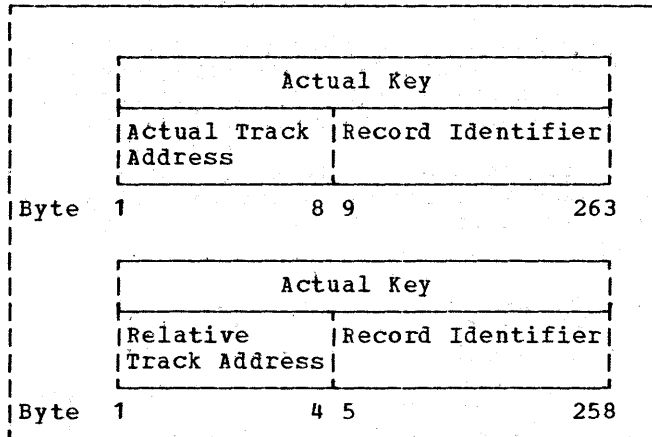 Actual Key
Actual Track Record Identifier
Address
Byte 1 8 9 263
Actual Key
Relative Record Identifier
Track Address
Byte 1 4 5 258